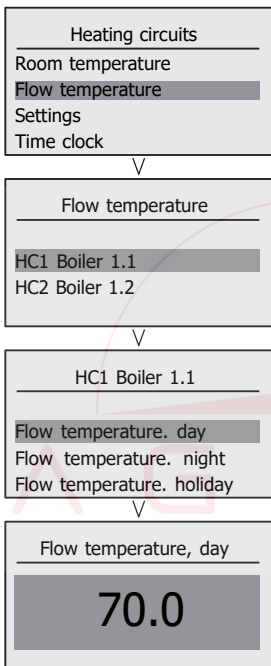 Heating circuits
Room temperature
Flow temperature
Settings
Time clock
Flow temperature
HC1 Boiler 1.1
HC2 Boiler 1.2
HC1 Boiler 1.1
Flow temperature. day
Flow temperature. night
Flow temperature. holiday
Flow temperature, day
70.0